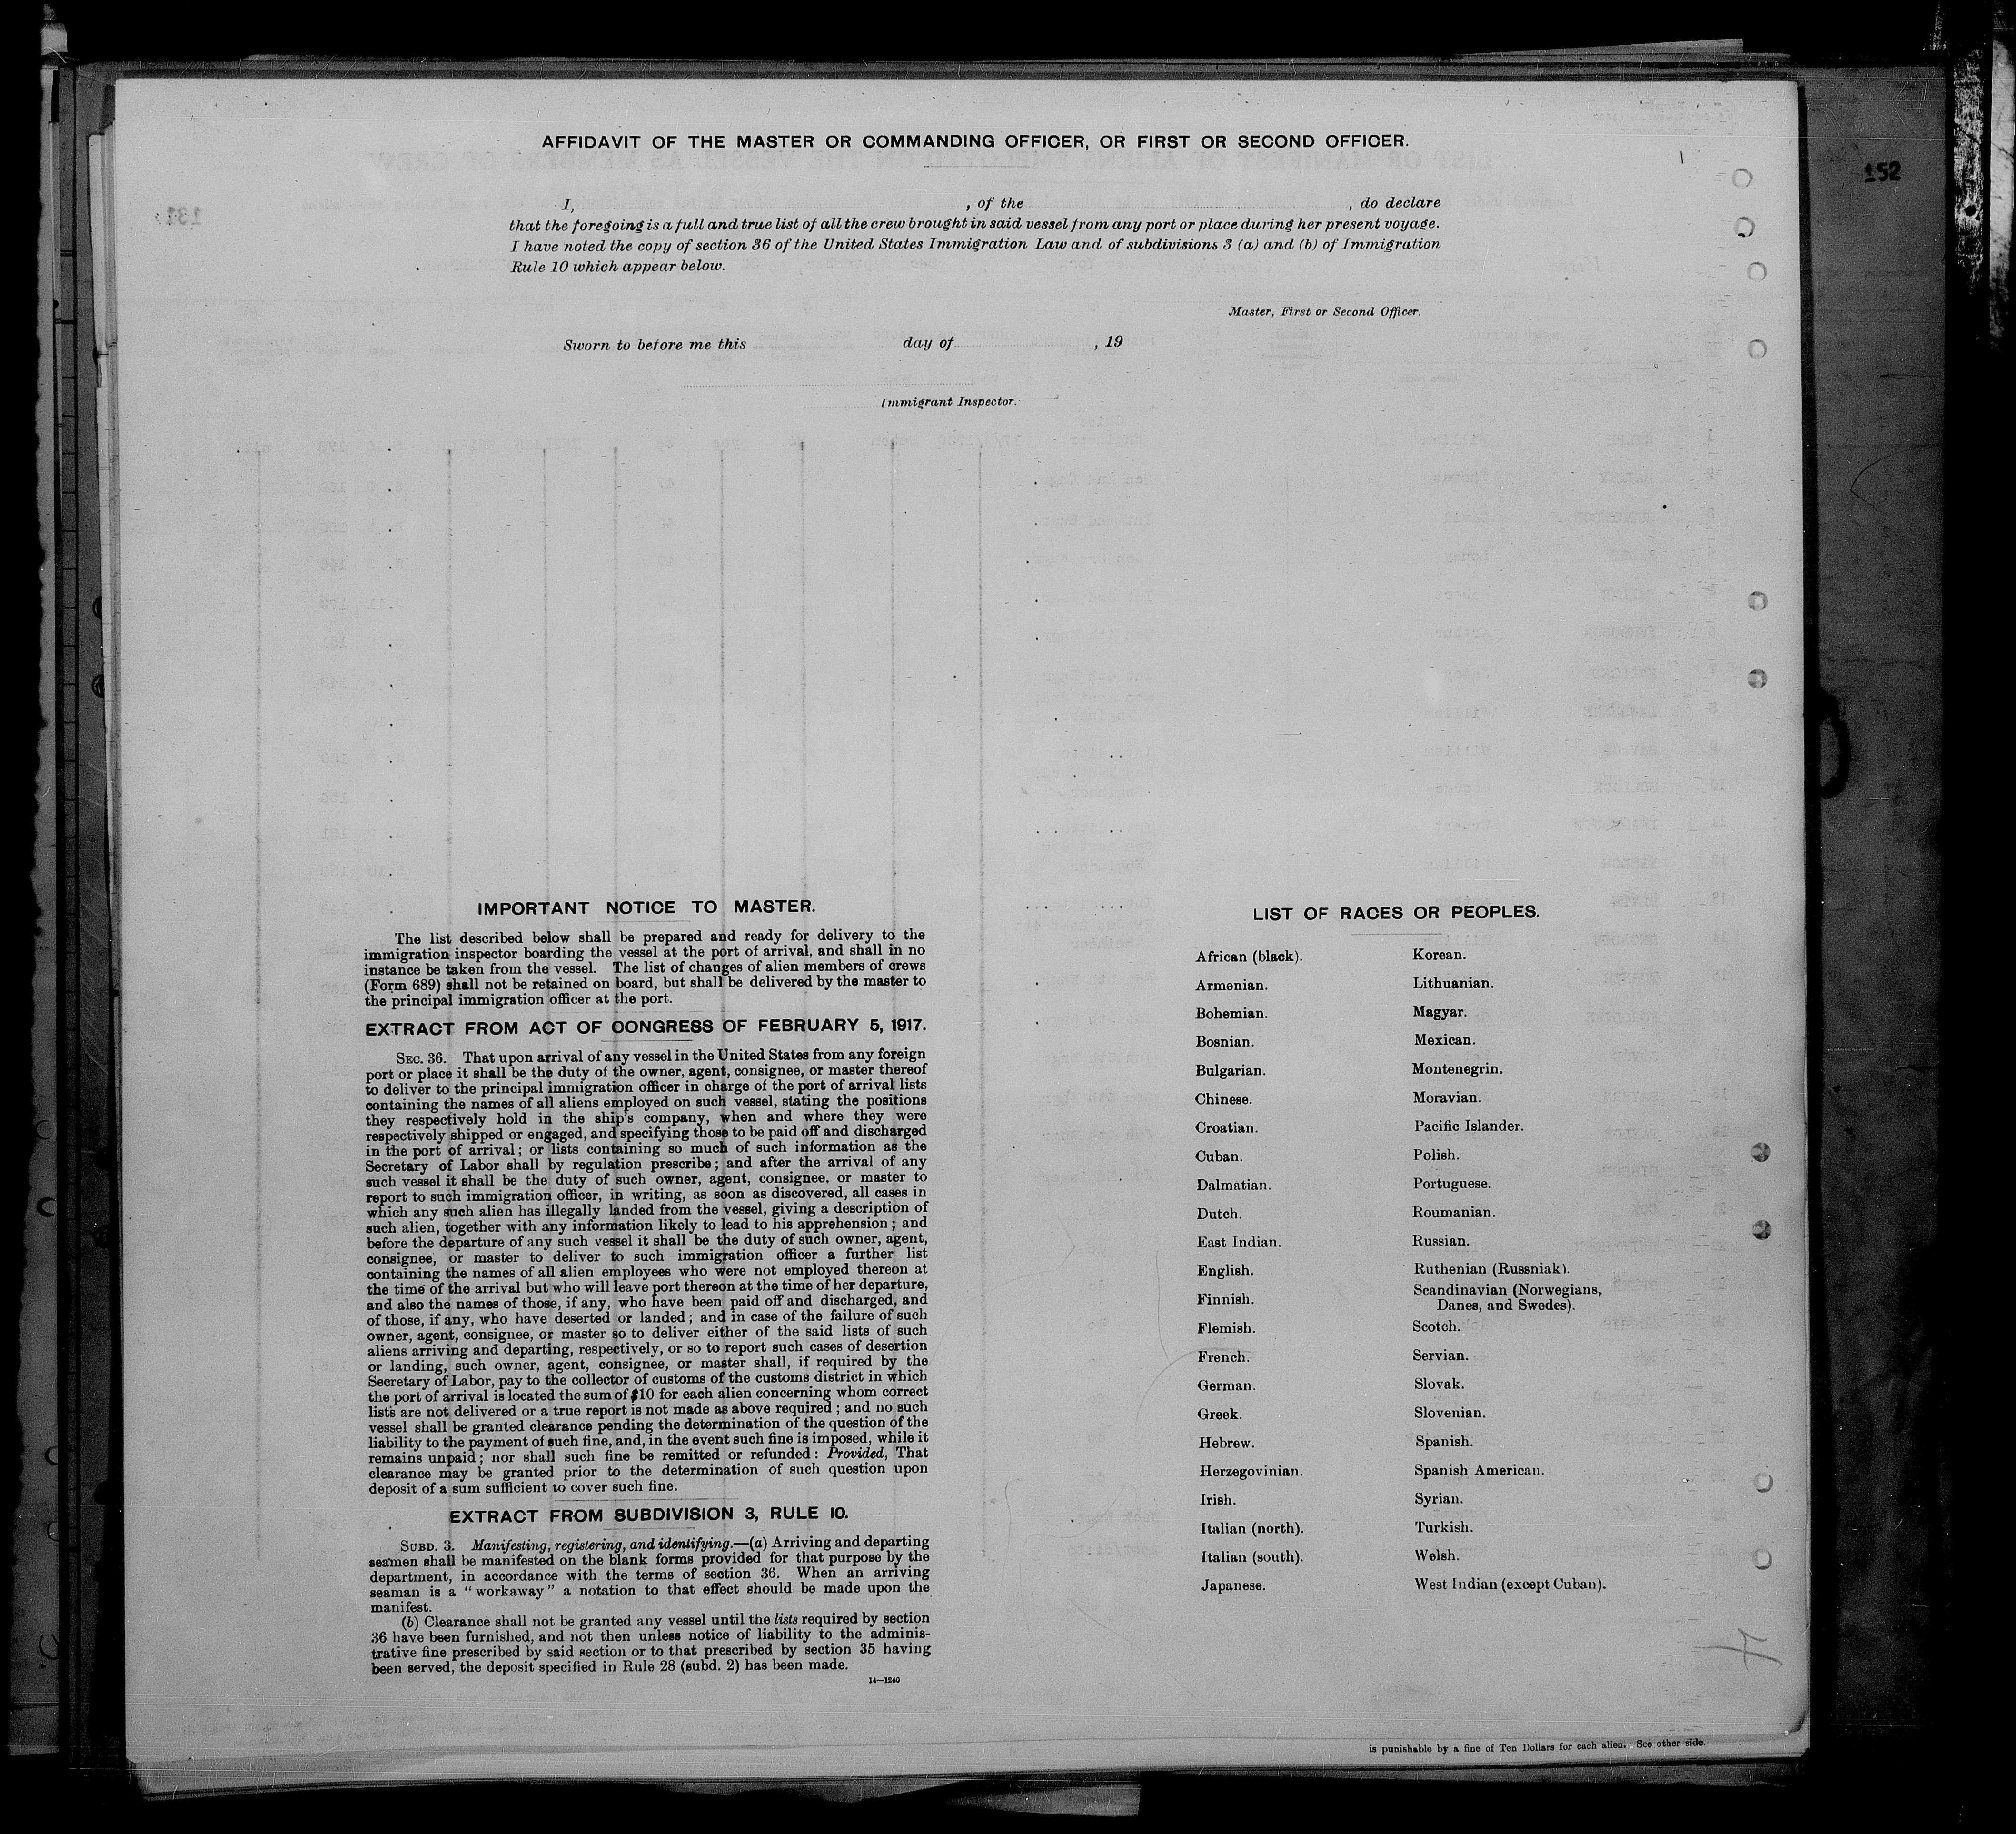 AFFIDAVIT OF THE MASTER OR COMMANDING OFFICER, OR FIRST OR SECOND OFFICER.
152
I, , of the , do declare
that the foregoing is a full and true list of all the crew brought in said vessel from any port or place during her present voyage.
I have noted the copy of section 36 of the United States Immigration Law and of subdivisions 3 (a) and (b) of Immigration
Rule 10 which appear below.
Master, First or Second Officer.
Sworn to before me this day of , 19
Immigrant Inspector.
IMPORTANT NOTICE TO MASTER.
The list described below shall be prepared and ready for delivery to the
immigration inspector boarding the vessel at the port of arrival, and shall in no
instance be taken from the vessel. The list of changes of alien members of crews
(Form 689) shall not be retained on board, but shall be delivered by the master to
the principal immigration officer at the port.
EXTRACT FROM ACT OF CONGRESS OF FEBRUARY 5, 1917.
SEC. 36. That upon arrival of any vessel in the United States from any foreign
port or place it shall be the duty of the owner, agent, consignee, or master thereof
to deliver to the principal immigration officer in charge of the port of arrival lists
containing the names of all aliens employed on such vessel, stating the positions
they respectively hold in the ship's company, when and where they were
respectively shipped or engaged, and specifying those to be paid off and discharged
in the port of arrival; or lists containing so much of such information as the
Secretary of Labor shall by regulation prescribe; and after the arrival of any
such vessel it shall be the duty of such owner, agent, consignee, or master to
report to such immigration officer, in writing, as soon as discovered, all cases in
which any such alien has illegally landed from the vessel, giving a description of
such alien, together with any information likely to lead to his apprehension; and
before the departure of any such vessel it shall be the duty of such owner, agent,
consignee, or master to deliver to such immigration officer a further list
containing the names of all alien employees who were not employed thereon at
the time of the arrival but who will leave port thereon at the time of her departure,
and also the names of those, if any, who have been paid off and discharged, and
of those, if any, who have deserted or landed; and in case of the failure of such
owner, agent, consignee, or master so to deliver either of the said lists of such
aliens arriving and departing, respectively, or so to report such cases of desertion
or landing, such owner, agent, consignee, or master shall, if required by the
Secretary of Labor, pay to the collector of customs of the customs district in which
the port of arrival is located the sum of $10 for each alien concerning whom correct
lists are not delivered or a true report is not made as above required; and no such
vessel shall be granted clearance pending the determination of the question of the
liability to the payment of such fine, and, in the event such fine is imposed, while it
remains unpaid; nor shall such fine be remitted or refunded: Provided, That
clearance may be granted prior to the determination of such question upon
deposit of a sum sufficient to cover such fine.
EXTRACT FROM SUBDIVISION 3, RULE 10.
SUBD. 3. Manifesting, registering, and identifying.—(a) Arriving and departing
seamen shall be manifested on the blank forms provided for that purpose by the
department, in accordance with the terms of section 36. When an arriving
seaman is a "workaway" a notation to that effect should be made upon the
manifest.
(b) Clearance shall not be granted any vessel until the lists required by section
36 have been furnished, and not then unless notice of liability to the adminis-
trative fine prescribed by said section or to that prescribed by section 35 having
been served, the deposit specified in Rule 28 (subd. 2) has been made.
14—1240
LIST OF RACES OR PEOPLES.
African (black).
Armenian.
Bohemian.
Bosnian.
Bulgarian.
Chinese.
Croatian.
Cuban.
Dalmatian.
Dutch.
East Indian.
English.
Finnish.
Flemish.
French.
German.
Greek.
Hebrew.
Herzegovinian.
Irish.
Italian (north).
Italian (south).
Japanese.
Korean.
Lithuanian.
Magyar.
Mexican.
Montenegrin.
Moravian.
Pacific Islander.
Polish.
Portuguese.
Roumanian.
Russian.
Ruthenian (Russniak).
Scandinavian (Norwegians,
Danes, and Swedes).
Scotch.
Servian.
Slovak.
Slovenian.
Spanish.
Spanish American.
Syrian.
Turkish.
Welsh.
West Indian (except Cuban).
is punishable by a fine of Ten Dollars for each alien. See other side.